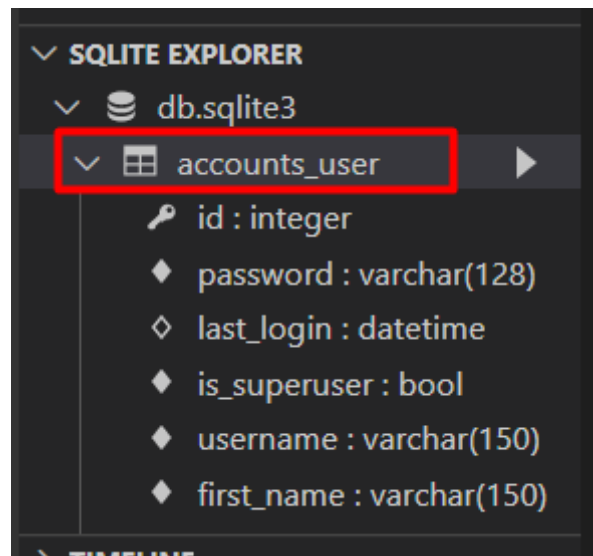 SQLITE EXPLORER
db.sqlite3
accounts_user
id : integer
password : varchar(128)
last_login : datetime
is_superuser : bool
username : varchar(150)
first_name : varchar(150)
TIMELINE